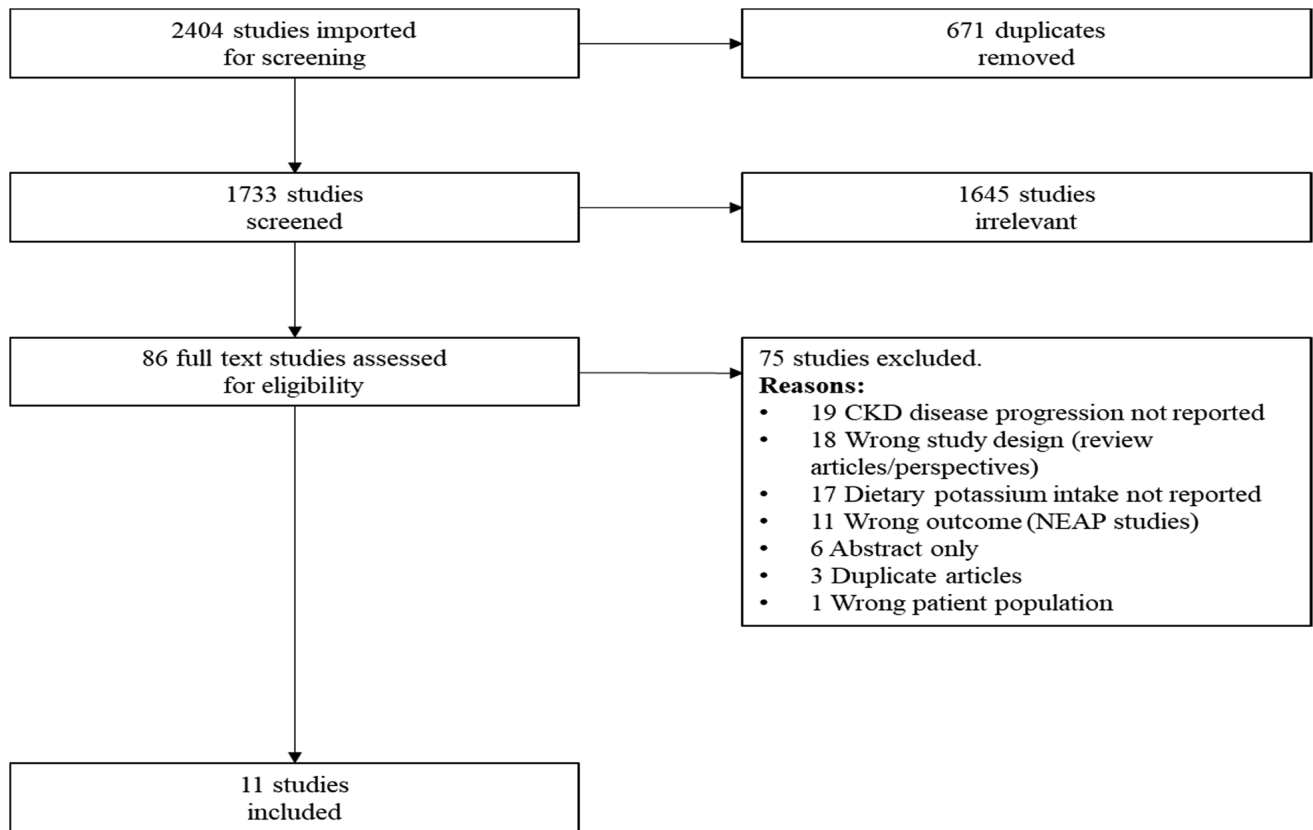 2404 studies imported
for screening
671 duplicates
removed
1733 studies
screened
1645 studies
irrelevant
86 full text studies assessed
for eligibility
75 studies excluded.
Reasons:
• 19 CKD disease progression not reported
• 18 Wrong study design (review
articles/perspectives)
• 17 Dietary potassium intake not reported
• 11 Wrong outcome (NEAP studies)
• 6 Abstract only
• 3 Duplicate articles
• 1 Wrong patient population
11 studies
included